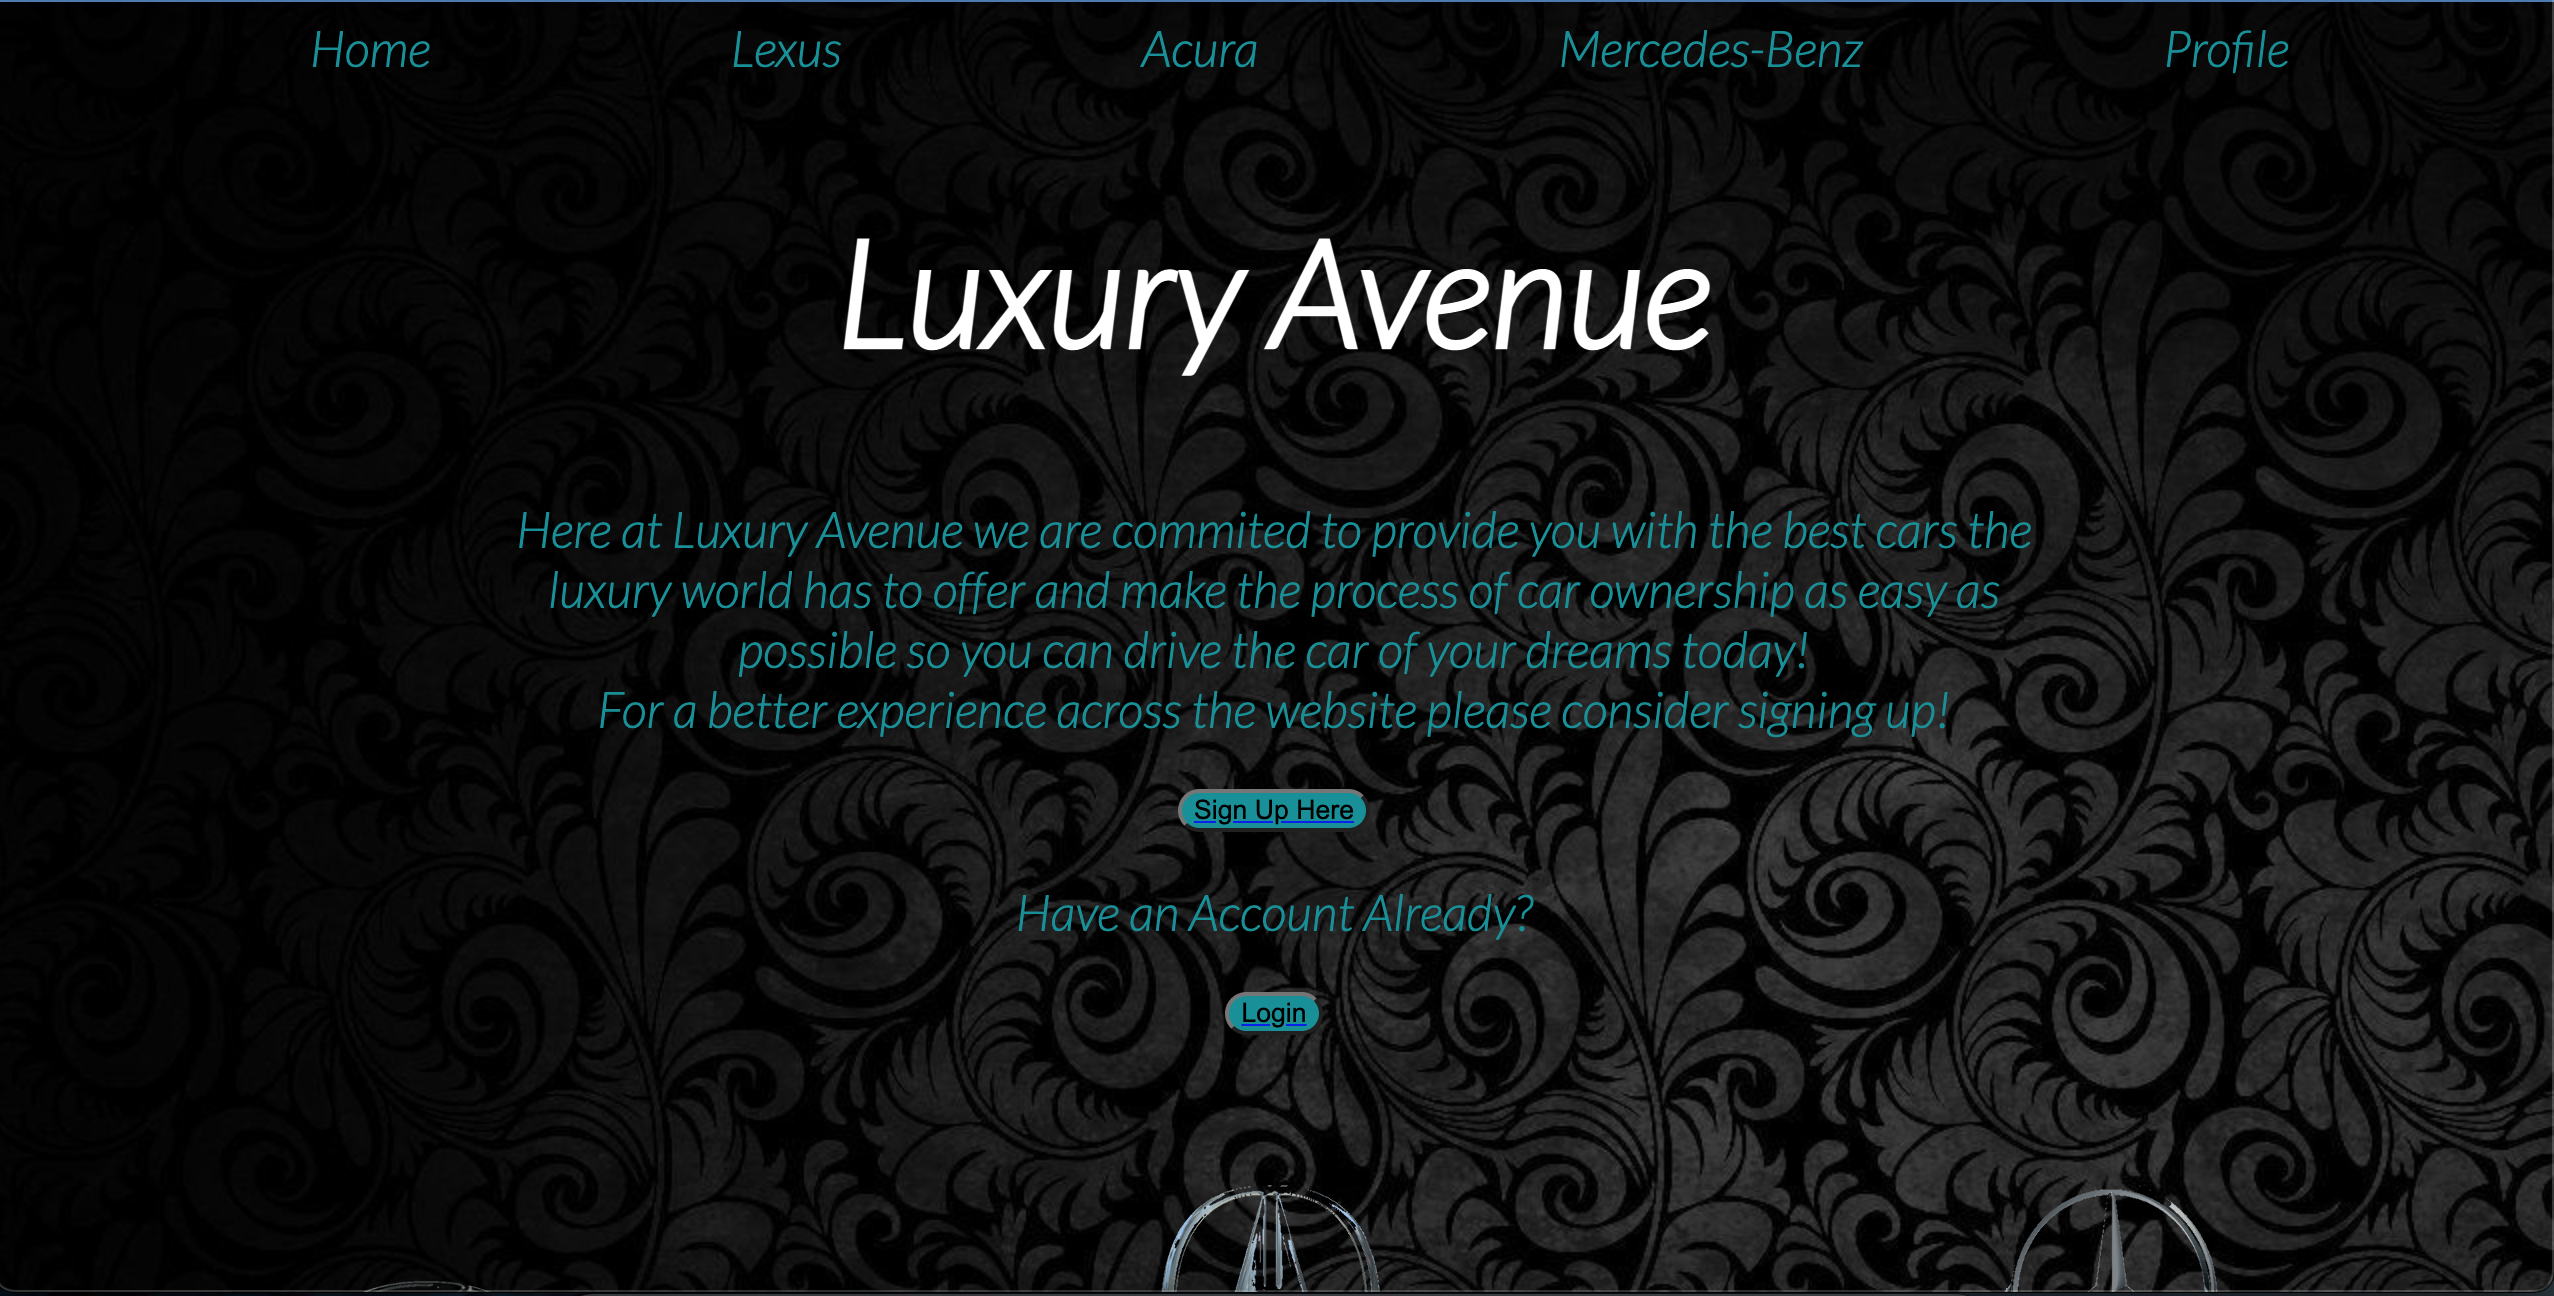 Home Lexus Acura Mercedes-Benz Profile
Luxury Avenue
Here at Luxury Avenue we are commited to provide you with the best cars the
luxury world has to offer and make the process of car ownership as easy as
possible so you can drive the car of your dreams today!
For a better experience across the website please consider signing up!
Sign Up Here
Have an Account Already?
Login